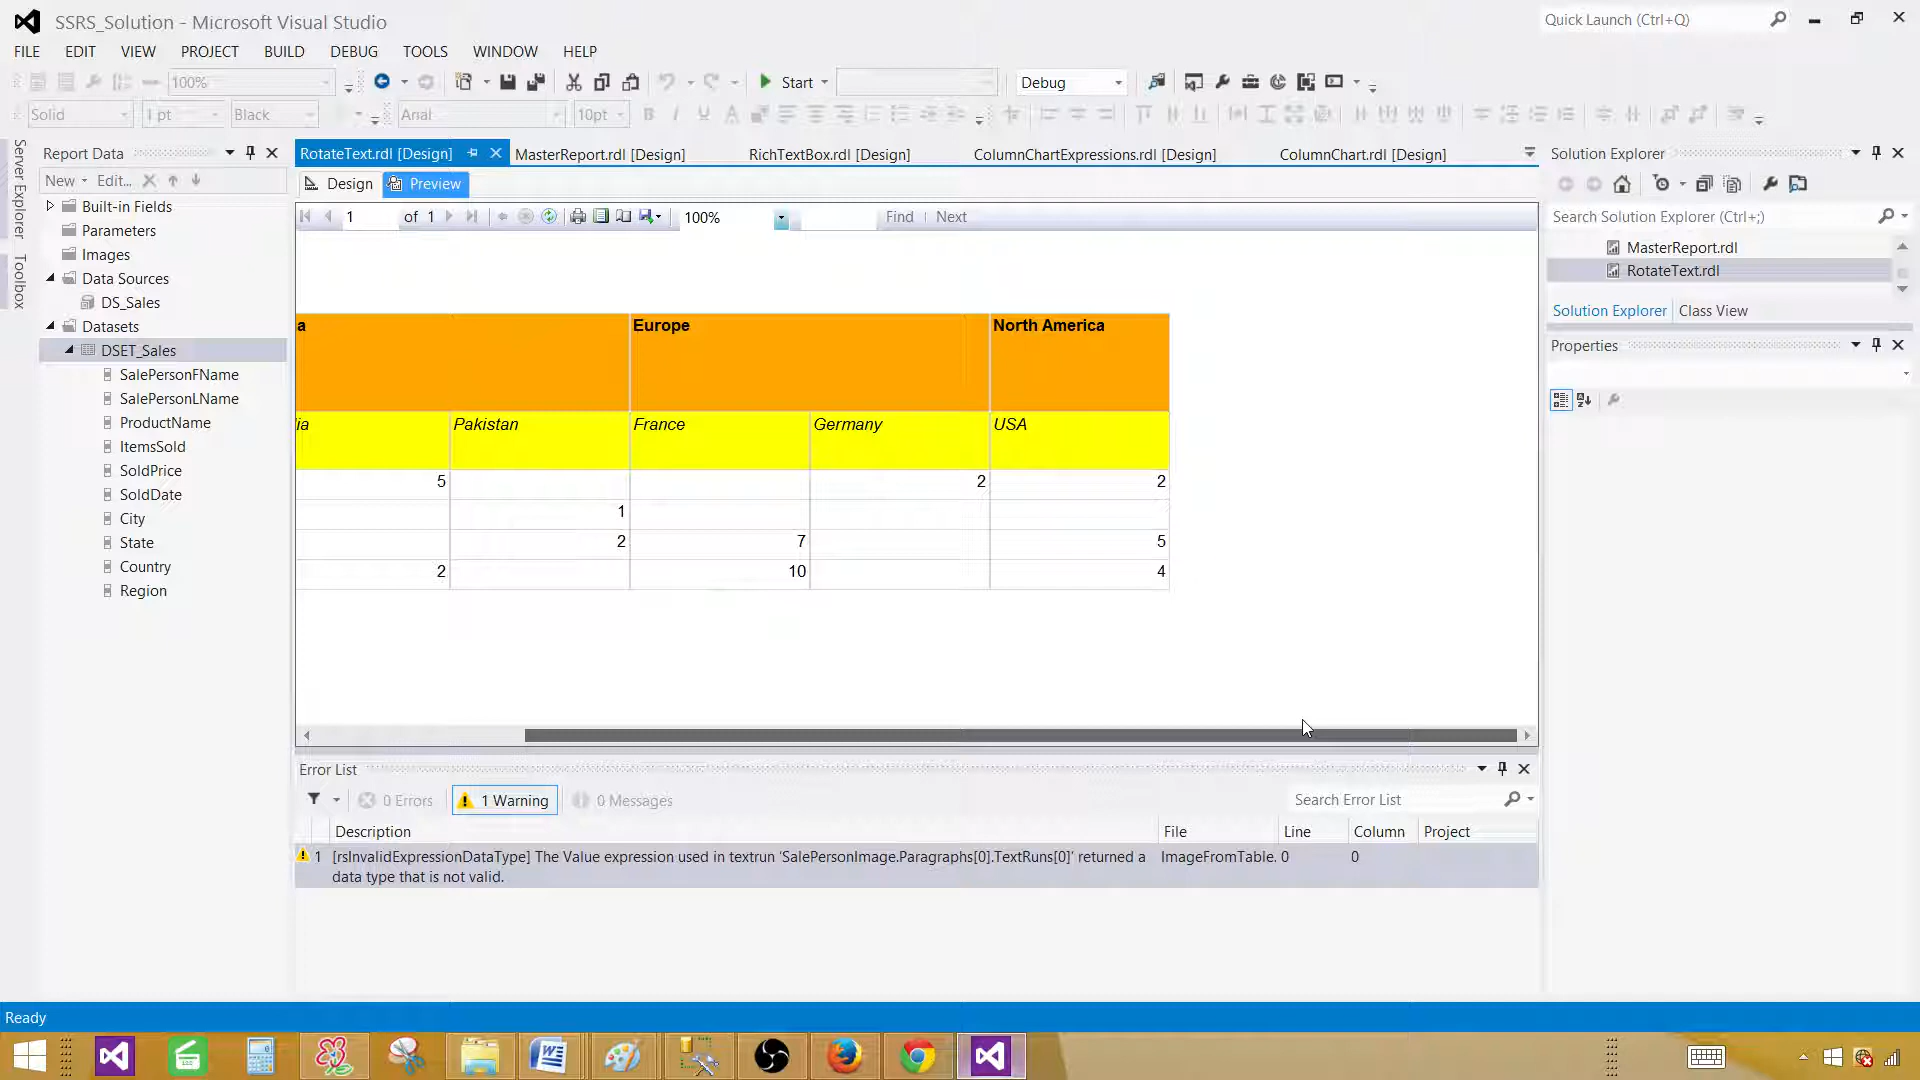 SSRS_Solution - Microsoft Visual Studio
Quick Launch (Ctrl+Q)
FILE EDIT VIEW PROJECT BUILD DEBUG TOOLS WINDOW HELP
100% Start Debug
Solid 1 pt Black Arial 10pt B I U A
Server Explorer
Toolbox
Report Data
New Edit...
Built-in Fields
Parameters
Images
Data Sources
DS_Sales
Datasets
DSET_Sales
SalePersonFName
SalePersonLName
ProductName
ItemsSold
SoldPrice
SoldDate
City
State
Country
Region
RotateText.rdl [Design] MasterReport.rdl [Design] RichTextBox.rdl [Design] ColumnChartExpressions.rdl [Design] ColumnChart.rdl [Design]
Design Preview
1 of 1 100% Find Next
a Europe North America
ia Pakistan France Germany USA
5 2 2
1
2 7 5
2 10 4
Solution Explorer
Search Solution Explorer (Ctrl+;)
MasterReport.rdl
RotateText.rdl
Solution Explorer Class View
Properties
Error List
0 Errors 1 Warning 0 Messages Search Error List
Description File Line Column Project
1 [rsInvalidExpressionDataType] The Value expression used in textrun 'SalePersonImage.Paragraphs[0].TextRuns[0]' returned a data type that is not valid. ImageFromTable. 0 0
Ready